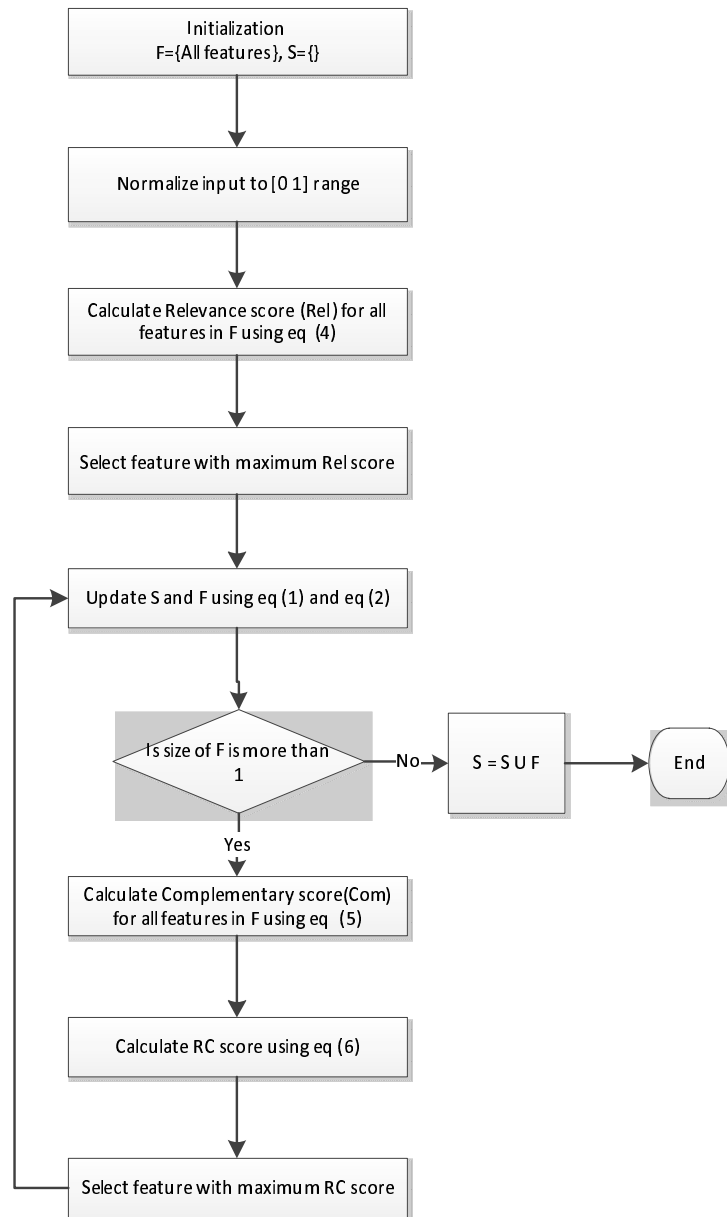 Initialization
F={All features}, S={}
Normalize input to [0 1] range
Calculate Relevance score (Rel) for all
features in F using eq (4)
Select feature with maximum Rel score
Update S and F using eq (1) and eq (2)
Is size of F is more than
1
No
S = S U F
End
Yes
Calculate Complementary score(Com)
for all features in F using eq (5)
Calculate RC score using eq (6)
Select feature with maximum RC score